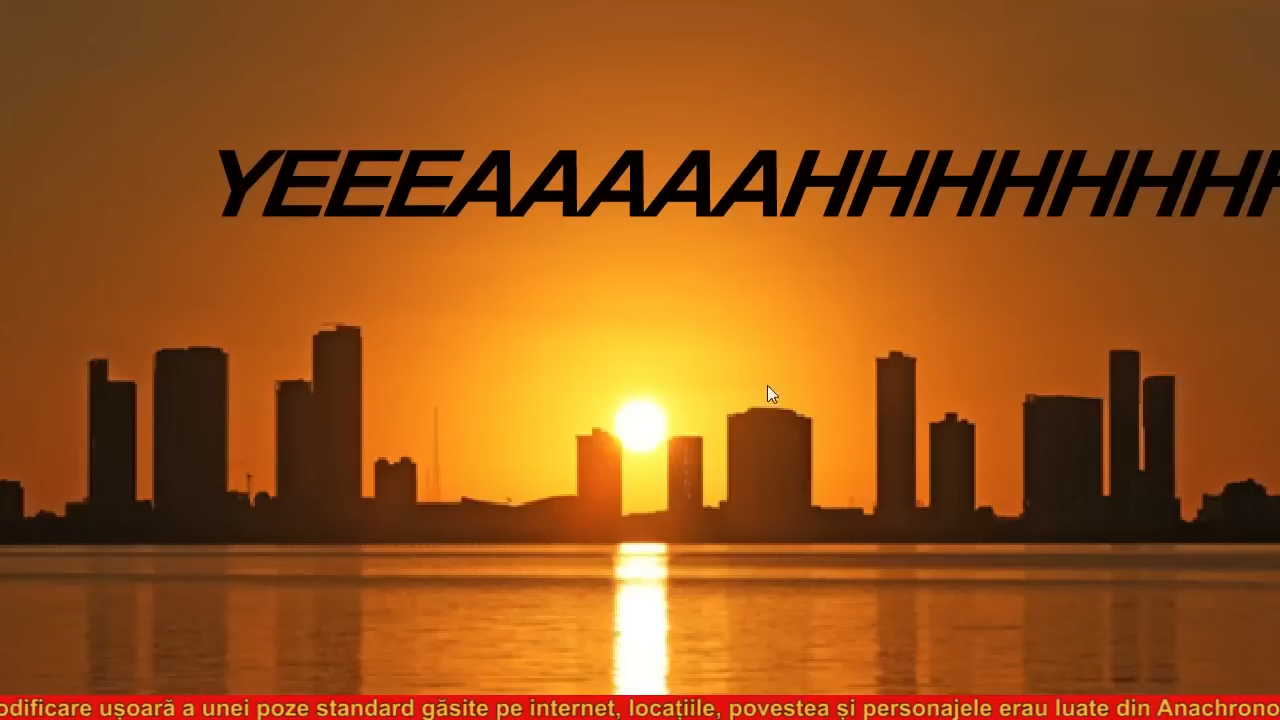 YEEEAAAAAHHHHHHH
odificare ușoară a unei poze standard găsite pe internet, locațiile, povestea și personajele erau luate din Anachrono